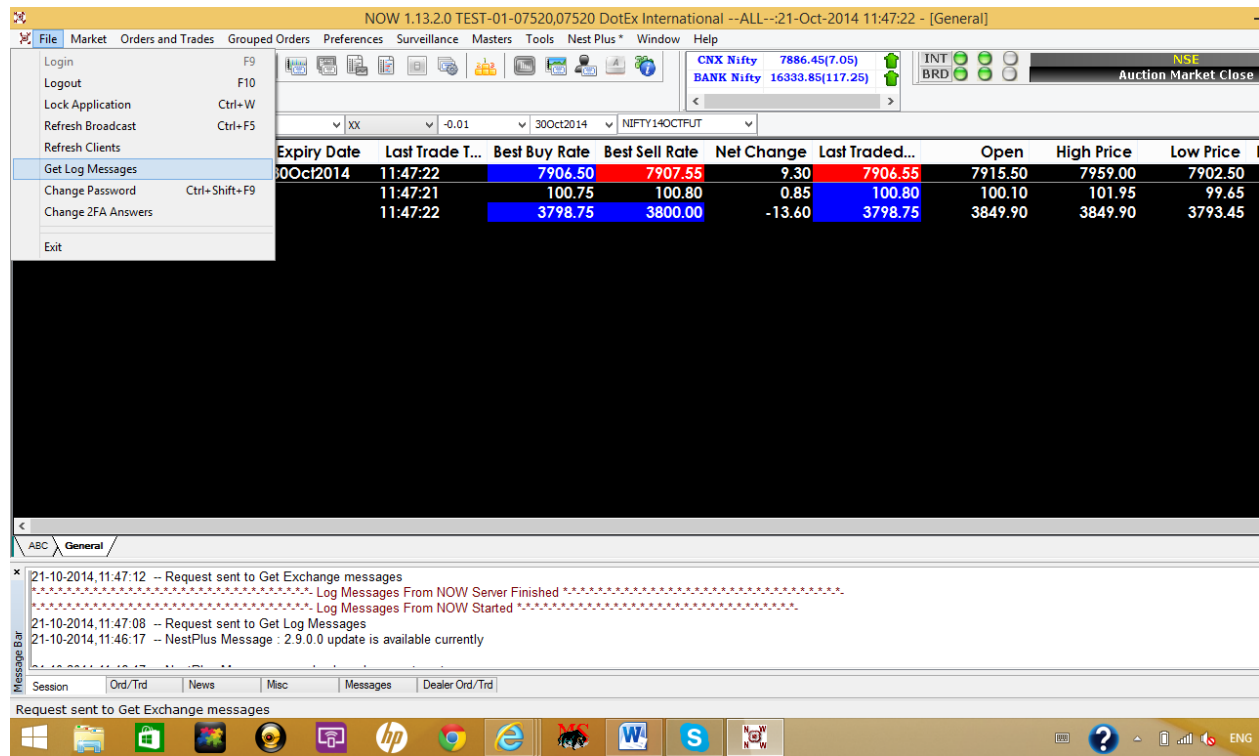 NOW 1.13.2.0 TEST-01-07520,07520 DotEx International --ALL--:21-Oct-2014 11:47:22 - [General]
File Market Orders and Trades Grouped Orders Preferences Surveillance Masters Tools Nest Plus * Window Help
Login F9
Logout F10
Lock Application Ctrl+W
Refresh Broadcast Ctrl+F5
Refresh Clients
Get Log Messages
Change Password Ctrl+Shift+F9
Change 2FA Answers
Exit
CNX Nifty 7886.45(7.05)
BANK Nifty 16333.85(117.25)
INT
BRD
NSE
Auction Market Close
XX -0.01 30Oct2014 NIFTY14OCTFUT
Expiry Date Last Trade T... Best Buy Rate Best Sell Rate Net Change Last Traded... Open High Price Low Price
30Oct2014 11:47:22 7906.50 7907.55 9.30 7906.55 7915.50 7959.00 7902.50
11:47:21 100.75 100.80 0.85 100.80 100.10 101.95 99.65
11:47:22 3798.75 3800.00 -13.60 3798.75 3849.90 3849.90 3793.45
ABC General
Message Bar
21-10-2014,11:47:12 -- Request sent to Get Exchange messages
*.*.*.*.*.*.*.*.*.*.*.*.*.*.*.*.*.*.*.*.*.*.*.*.*.*.*.*.*.*.*.*- Log Messages From NOW Server Finished *.*.*.*.*.*.*.*.*.*.*.*.*.*.*.*.*.*.*.*.*.*.*.*.*.*.*.*.*.*.*.*-
*.*.*.*.*.*.*.*.*.*.*.*.*.*.*.*.*.*.*.*.*.*.*.*.*.*.*.*.*.*.*.*- Log Messages From NOW Started *.*.*.*.*.*.*.*.*.*.*.*.*.*.*.*.*.*.*.*.*.*.*.*.*.*.*.*.*.*.*.*-
21-10-2014,11:47:08 -- Request sent to Get Log Messages
21-10-2014,11:46:17 -- NestPlus Message : 2.9.0.0 update is available currently
Session Ord/Trd News Misc Messages Dealer Ord/Trd
Request sent to Get Exchange messages
ENG